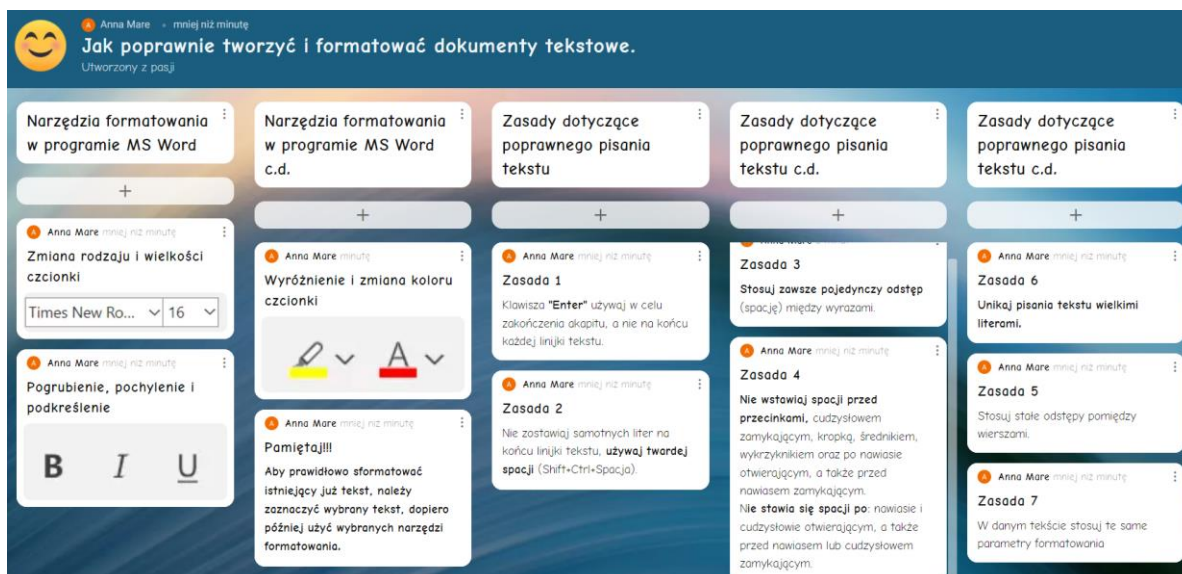 Anna Mare • mniej niż minutę
Jak poprawnie tworzyć i formatować dokumenty tekstowe.
Utworzony z pasji
Narzędzia formatowania
w programie MS Word
+
Anna Mare mniej niż minutę
Zmiana rodzaju i wielkości
czcionki
Times New Ro... 16
Anna Mare mniej niż minutę
Pogrubienie, pochylenie i
podkreślenie
B I U
Narzędzia formatowania
w programie MS Word
c.d.
+
Anna Mare minutę
Wyróżnienie i zmiana koloru
czcionki
A
Anna Mare mniej niż minutę
Pamiętaj!!!
Aby prawidłowo sformatować
istniejący już tekst, należy
zaznaczyć wybrany tekst, dopiero
później użyć wybranych narzędzi
formatowania.
Zasady dotyczące
poprawnego pisania
tekstu
+
Anna Mare mniej niż minutę
Zasada 1
Klawisza "Enter" używaj w celu
zakończenia akapitu, a nie na końcu
każdej linijki tekstu.
Anna Mare mniej niż minutę
Zasada 2
Nie zostawiaj samotnych liter na
końcu linijki tekstu, używaj twardej
spacji (Shift+Ctrl+Spacja).
Zasady dotyczące
poprawnego pisania
tekstu c.d.
+
Zasada 3
Stosuj zawsze pojedynczy odstęp
(spację) między wyrazami.
Anna Mare mniej niż minutę
Zasada 4
Nie wstawiaj spacji przed
przecinkami, cudzysłowem
zamykającym, kropką, średnikiem,
wykrzyknikiem oraz po nawiasie
otwierającym, a także przed
nawiasem zamykającym.
Nie stawia się spacji po: nawiasie i
cudzysłowie otwierającym, a także
przed nawiasem lub cudzysłowem
zamykającym.
Zasady dotyczące
poprawnego pisania
tekstu c.d.
+
Anna Mare mniej niż minutę
Zasada 6
Unikaj pisania tekstu wielkimi
literami.
Anna Mare mniej niż minutę
Zasada 5
Stosuj stałe odstępy pomiędzy
wierszami.
Anna Mare mniej niż minutę
Zasada 7
W danym tekście stosuj te same
parametry formatowania